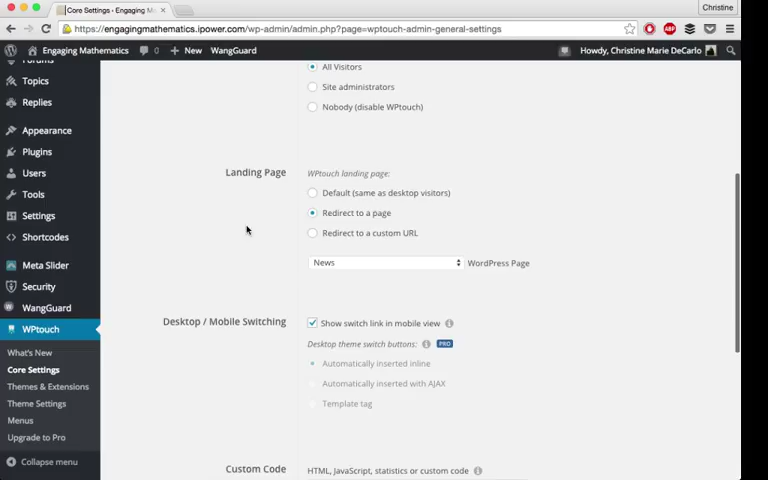 Core Settings ‹ Engaging M
Christine
https://engagingmathematics.ipower.com/wp-admin/admin.php?page=wptouch-admin-general-settings
ABP
Engaging Mathematics 0 + New WangGuard Howdy, Christine Marie DeCarlo
Forums
Topics
Replies
Appearance
Plugins
Users
Tools
Settings
Shortcodes
Meta Slider
Security
WangGuard
WPtouch
What's New
Core Settings
Themes & Extensions
Theme Settings
Menus
Upgrade to Pro
Collapse menu
All Visitors
Site administrators
Nobody (disable WPtouch)
Landing Page WPtouch landing page:
Default (same as desktop visitors)
Redirect to a page
Redirect to a custom URL
News WordPress Page
Desktop / Mobile Switching Show switch link in mobile view
Desktop theme switch buttons: PRO
Automatically inserted inline
Automatically inserted with AJAX
Template tag
Custom Code HTML, JavaScript, statistics or custom code